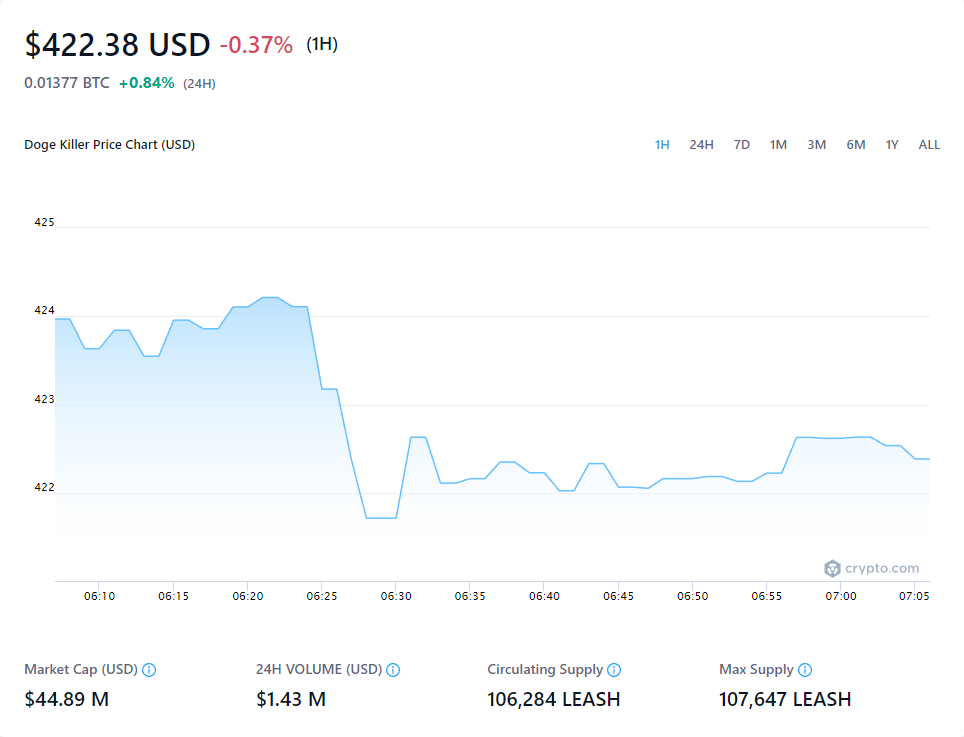 $422.38 USD -0.37% (1H)
0.01377 BTC +0.84% (24H)
Doge Killer Price Chart (USD) 1H 24H 7D 1M 3M 6M 1Y ALL
425
424
423
422
crypto.com
06:10 06:15 06:20 06:25 06:30 06:35 06:40 06:45 06:50 06:55 07:00 07:05
Market Cap (USD) 24H VOLUME (USD) Circulating Supply Max Supply
$44.89 M $1.43 M 106,284 LEASH 107,647 LEASH